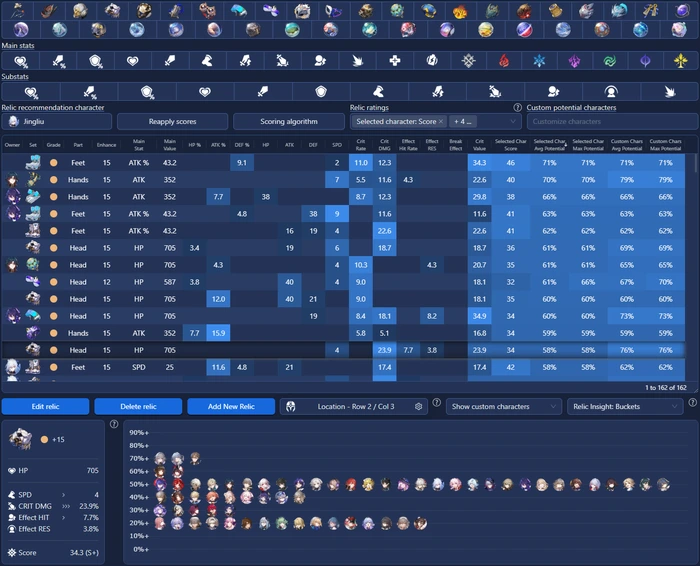 Main stats
% % % %
Substats
% % %
Relic recommendation character
Relic ratings
Custom potential characters
Jingliu
Reapply scores
Scoring algorithm
Selected character: Score ×
+ 4 ...
Customize characters
Owner Set Grade Part Enhance Main Stat Main Value HP % ATK % DEF % HP ATK DEF SPD Crit Rate Crit DMG Effect Hit Rate Effect RES Break Effect Crit Value Selected Char Score Selected Char Avg Potential Selected Char Max Potential Custom Chars Avg Potential Custom Chars Max Potential
Feet 15 ATK % 43.2 9.1 2 11.0 12.3 34.3 46 71% 71% 71% 71%
Hands 15 ATK 352 7 5.5 11.6 4.3 22.6 40 70% 70% 79% 79%
Hands 15 ATK 352 7.7 38 8.7 12.3 29.8 38 66% 66% 66% 66%
Feet 15 ATK % 43.2 4.8 38 9 11.6 11.6 41 63% 63% 63% 63%
Feet 15 ATK % 43.2 16 19 4 22.6 22.6 41 62% 62% 62% 62%
Head 15 HP 705 3.4 19 6 18.7 18.7 36 61% 61% 69% 69%
Head 15 HP 705 4.3 4 10.3 4.3 20.7 35 61% 61% 65% 65%
Head 12 HP 587 3.8 40 4 9.0 18.1 32 61% 66% 67% 70%
Head 15 HP 705 12.0 40 21 9.0 18.1 35 60% 60% 60% 60%
Head 15 HP 705 19 8.4 18.1 8.2 34.9 34 60% 60% 73% 73%
Hands 15 ATK 352 7.7 15.9 5.8 5.1 16.8 34 59% 59% 59% 59%
Head 15 HP 705 4 23.9 7.7 3.8 23.9 34 58% 58% 76% 76%
Feet 15 SPD 25 11.6 4.8 21 17.4 17.4 42 58% 58% 62% 62%
1 to 162 of 162
Edit relic
Delete relic
Add New Relic
Location - Row 2 / Col 3
Show custom characters
Relic Insight: Buckets
+15
HP 705
SPD › 4
CRIT DMG ››› 23.9%
Effect HIT › 7.7%
Effect RES 3.8%
Score 34.3 (S+)
90%+
80%+
70%+
60%+
50%+
40%+
30%+
20%+
10%+
0%+